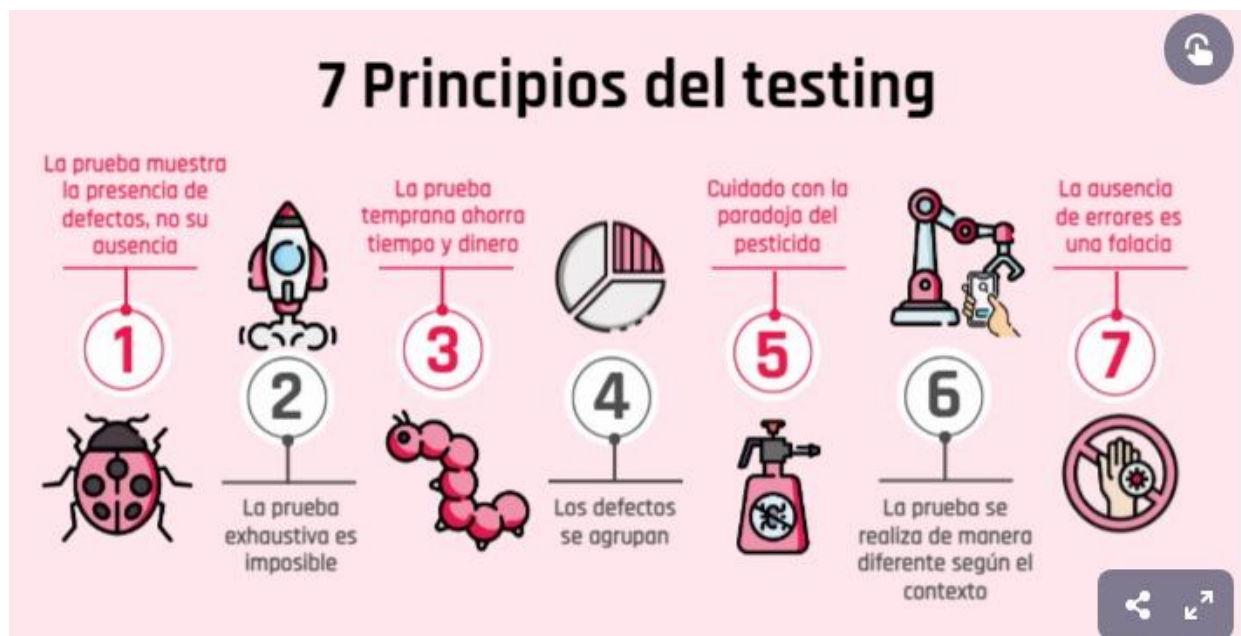 7 Principios del testing
La prueba muestra
la presencia de
defectos, no su
ausencia
1
2
La prueba
exhaustiva es
imposible
La prueba
temprana ahorra
tiempo y dinero
3
4
Los defectos
se agrupan
Cuidado con la
paradoja del
pesticida
5
6
La prueba se
realiza de manera
diferente según el
contexto
La ausencia
de errores es
una falacia
7